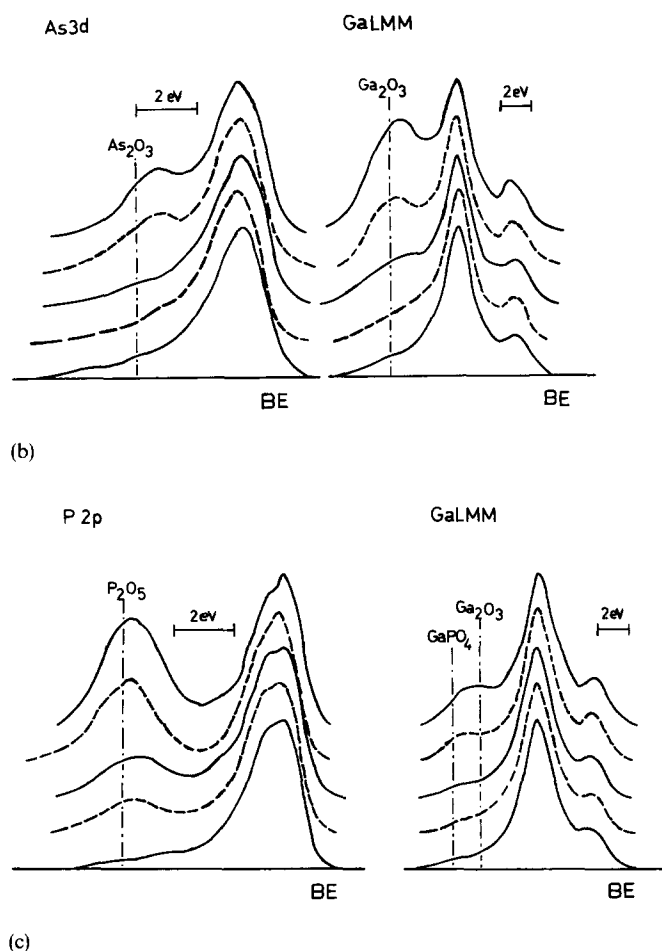 As3d
GaLMM
2 eV
Ga₂O₃
2eV
As₂O₃
BE
BE
(b)
P 2p
GaLMM
P₂O₅
2eV
Ga₂O₃
2eV
GaPO₄
BE
BE
(c)